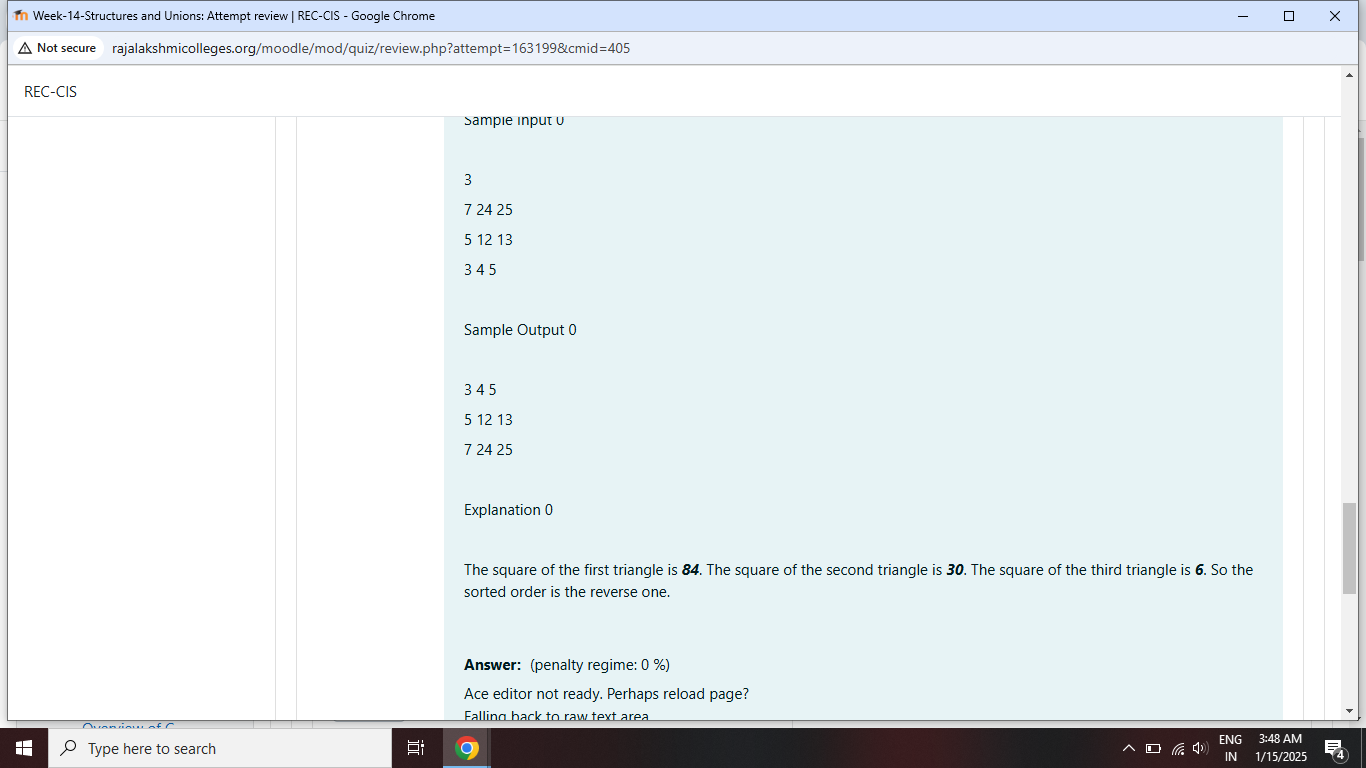 Week-14-Structures and Unions: Attempt review | REC-CIS - Google Chrome
Not secure rajalakshmicolleges.org/moodle/mod/quiz/review.php?attempt=163199&cmid=405
REC-CIS
Sample Input 0
3
7 24 25
5 12 13
3 4 5
Sample Output 0
3 4 5
5 12 13
7 24 25
Explanation 0
The square of the first triangle is 84. The square of the second triangle is 30. The square of the third triangle is 6. So the
sorted order is the reverse one.
Answer: (penalty regime: 0 %)
Ace editor not ready. Perhaps reload page?
Falling back to raw text area.
Overview of C
Type here to search
ENG
IN
3:48 AM
1/15/2025
4